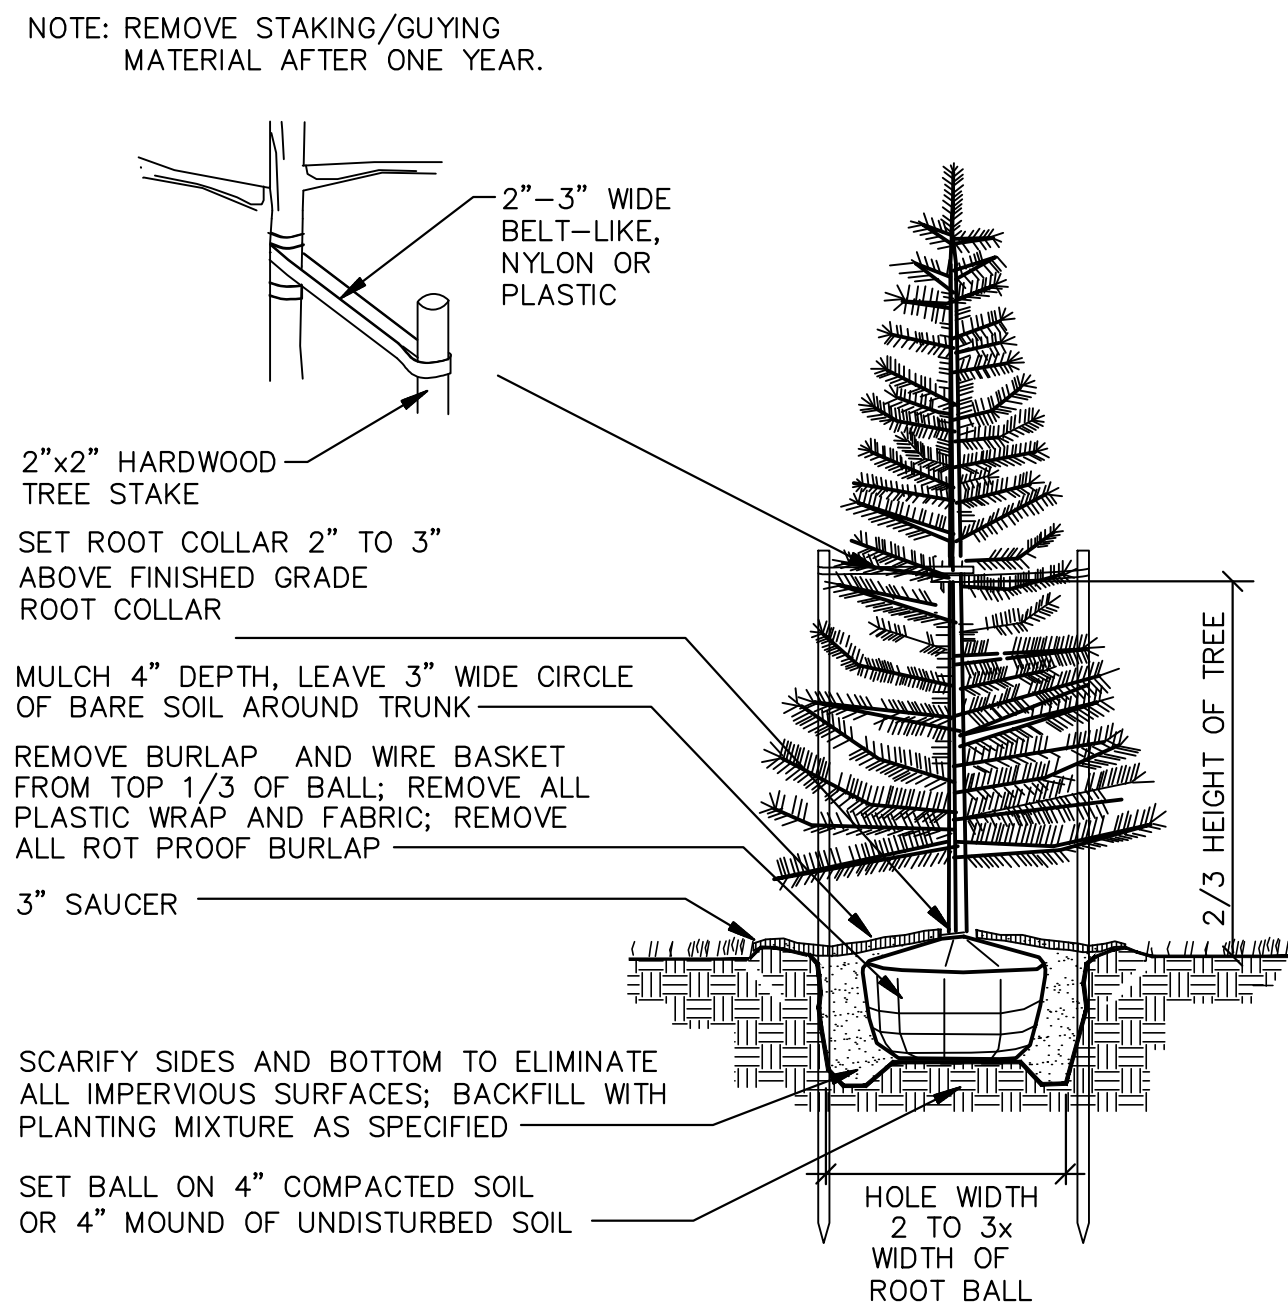 NOTE: REMOVE STAKING/GUYING
MATERIAL AFTER ONE YEAR.
2”–3” WIDE
BELT–LIKE,
NYLON OR
PLASTIC
2”x2” HARDWOOD
TREE STAKE
SET ROOT COLLAR 2” TO 3”
ABOVE FINISHED GRADE
ROOT COLLAR
MULCH 4” DEPTH, LEAVE 3” WIDE CIRCLE
OF BARE SOIL AROUND TRUNK
REMOVE BURLAP AND WIRE BASKET
FROM TOP 1/3 OF BALL; REMOVE ALL
PLASTIC WRAP AND FABRIC; REMOVE
ALL ROT PROOF BURLAP
3” SAUCER
SCARIFY SIDES AND BOTTOM TO ELIMINATE
ALL IMPERVIOUS SURFACES; BACKFILL WITH
PLANTING MIXTURE AS SPECIFIED
SET BALL ON 4” COMPACTED SOIL
OR 4” MOUND OF UNDISTURBED SOIL
2/3 HEIGHT OF TREE
HOLE WIDTH
2 TO 3x
WIDTH OF
ROOT BALL